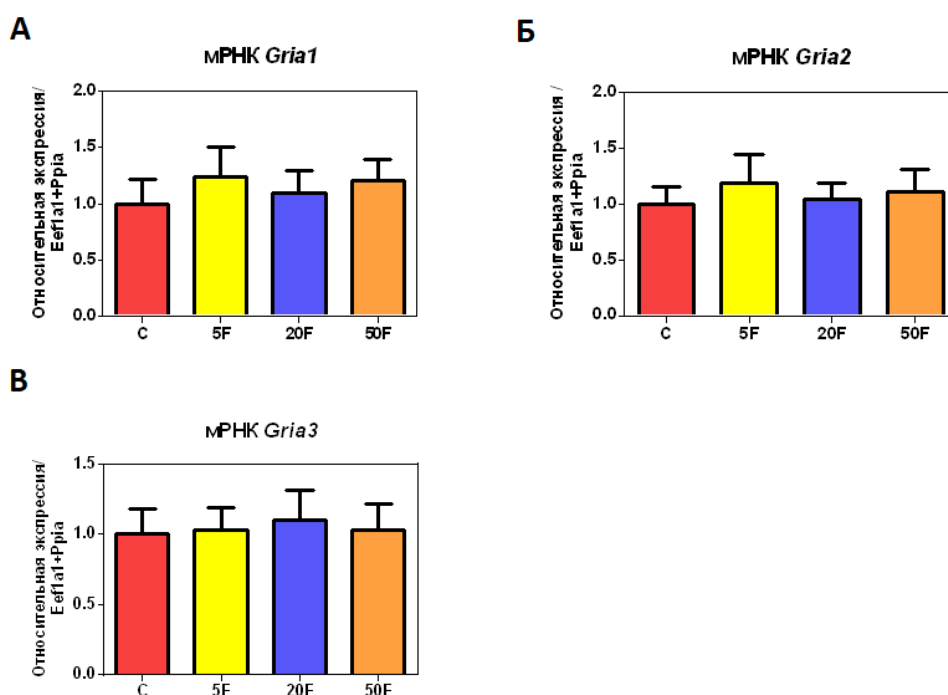 А
мРНК Gria1
Относительная экспрессия/
Eef1a1+Ppia
2.0
1.5
1.0
0.5
0.0
C 5F 20F 50F
Б
мРНК Gria2
Относительная экспрессия/
Eef1a1+Ppia
2.0
1.5
1.0
0.5
0.0
C 5F 20F 50F
В
мРНК Gria3
Относительная экспрессия/
Eef1a1+Ppia
1.5
1.0
0.5
0.0
C 5F 20F 50F